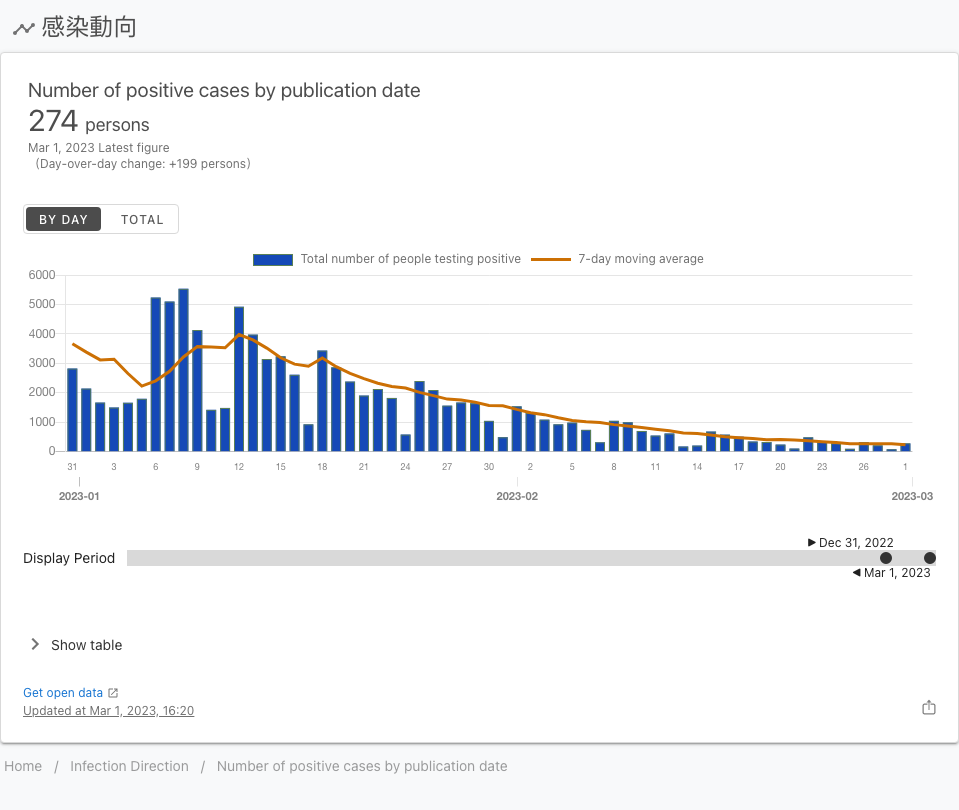 感染動向
Number of positive cases by publication date
274 persons
Mar 1, 2023 Latest figure
(Day-over-day change: +199 persons)
BY DAY TOTAL
Total number of people testing positive 7-day moving average
6000
5000
4000
3000
2000
1000
0
31 3 6 9 12 15 18 21 24 27 30 2 5 8 11 14 17 20 23 26 1
2023-01 2023-02 2023-03
Dec 31, 2022
Display Period
Mar 1, 2023
Show table
Get open data
Updated at Mar 1, 2023, 16:20
Home / Infection Direction / Number of positive cases by publication date